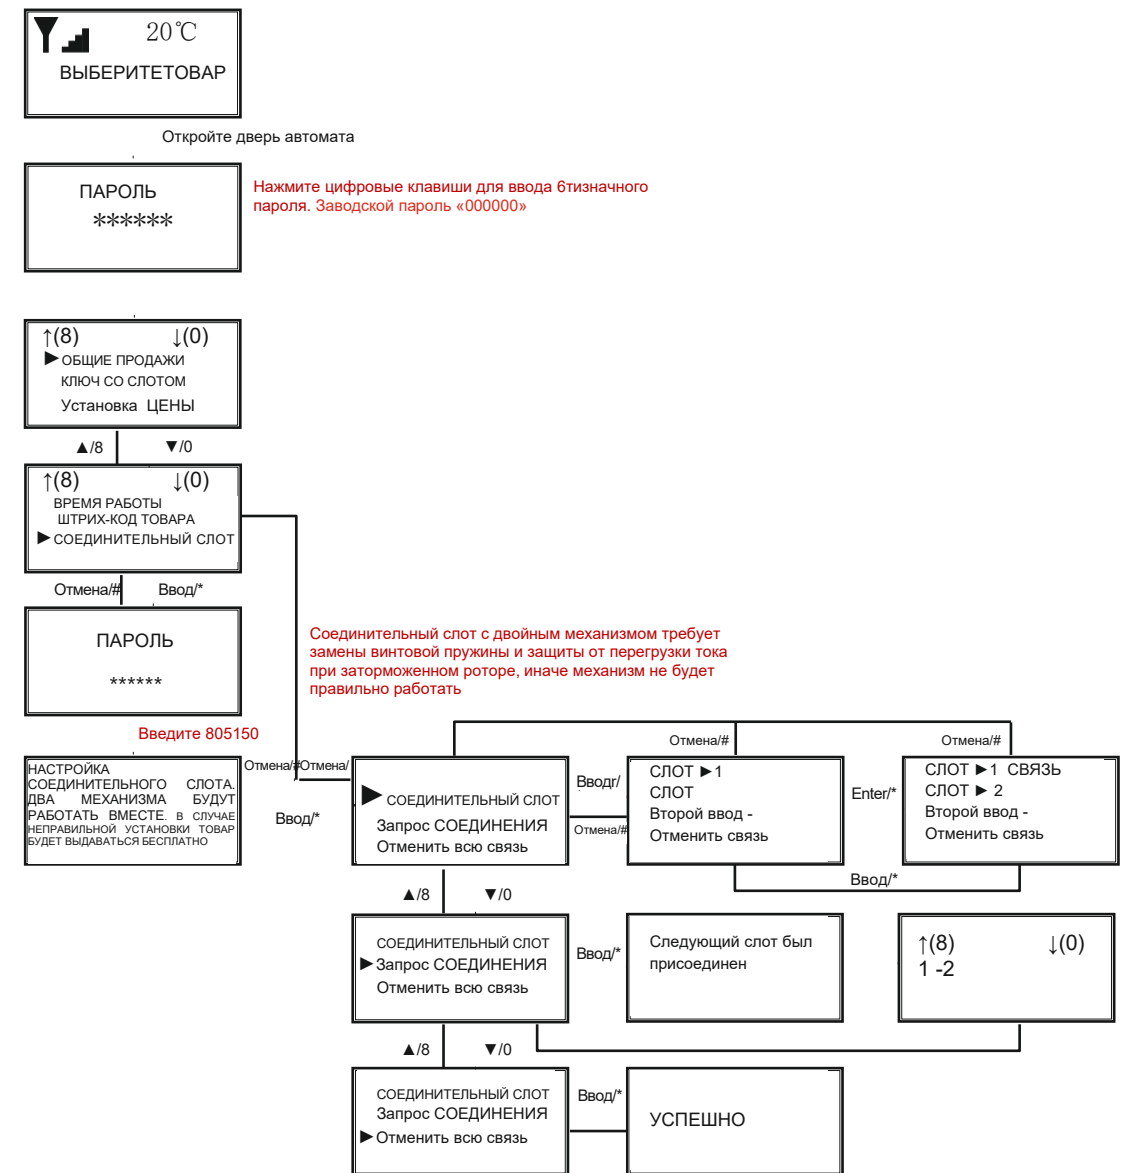 20℃
ВЫБЕРИТЕТОВАР
Откройте дверь автомата
ПАРОЛЬ
******
Нажмите цифровые клавиши для ввода 6тизначного
пароля. Заводской пароль «000000»
↑(8) ↓(0)
►ОБЩИЕ ПРОДАЖИ
КЛЮЧ СО СЛОТОМ
Установка ЦЕНЫ
▲/8 ▼/0
↑(8) ↓(0)
ВРЕМЯ РАБОТЫ
ШТРИХ-КОД ТОВАРА
►СОЕДИНИТЕЛЬНЫЙ СЛОТ
Отмена/# Ввод/*
ПАРОЛЬ
******
Соединительный слот с двойным механизмом требует
замены винтовой пружины и защиты от перегрузки тока
при заторможенном роторе, иначе механизм не будет
правильно работать
Введите 805150
НАСТРОЙКА
СОЕДИНИТЕЛЬНОГО СЛОТА.
ДВА МЕХАНИЗМА БУДУТ
РАБОТАТЬ ВМЕСТЕ. В СЛУЧАЕ
НЕПРАВИЛЬНОЙ УСТАНОВКИ ТОВАР
БУДЕТ ВЫДАВАТЬСЯ БЕСПЛАТНО
Отмена/#Отмена/
Ввод/*
►СОЕДИНИТЕЛЬНЫЙ СЛОТ
Запрос СОЕДИНЕНИЯ
Отменить всю связь
Вводг/
Отмена/#
Отмена/#
СЛОТ ►1
СЛОТ
Второй ввод -
Отменить связь
Enter/*
Отмена/#
СЛОТ ►1 СВЯЗЬ
СЛОТ ► 2
Второй ввод -
Отменить связь
Ввод/*
▲/8 ▼/0
СОЕДИНИТЕЛЬНЫЙ СЛОТ
►Запрос СОЕДИНЕНИЯ
Отменить всю связь
Ввод/*
Следующий слот был
присоединен
↑(8) ↓(0)
1 -2
▲/8 ▼/0
СОЕДИНИТЕЛЬНЫЙ СЛОТ
Запрос СОЕДИНЕНИЯ
►Отменить всю связь
Ввод/*
УСПЕШНО